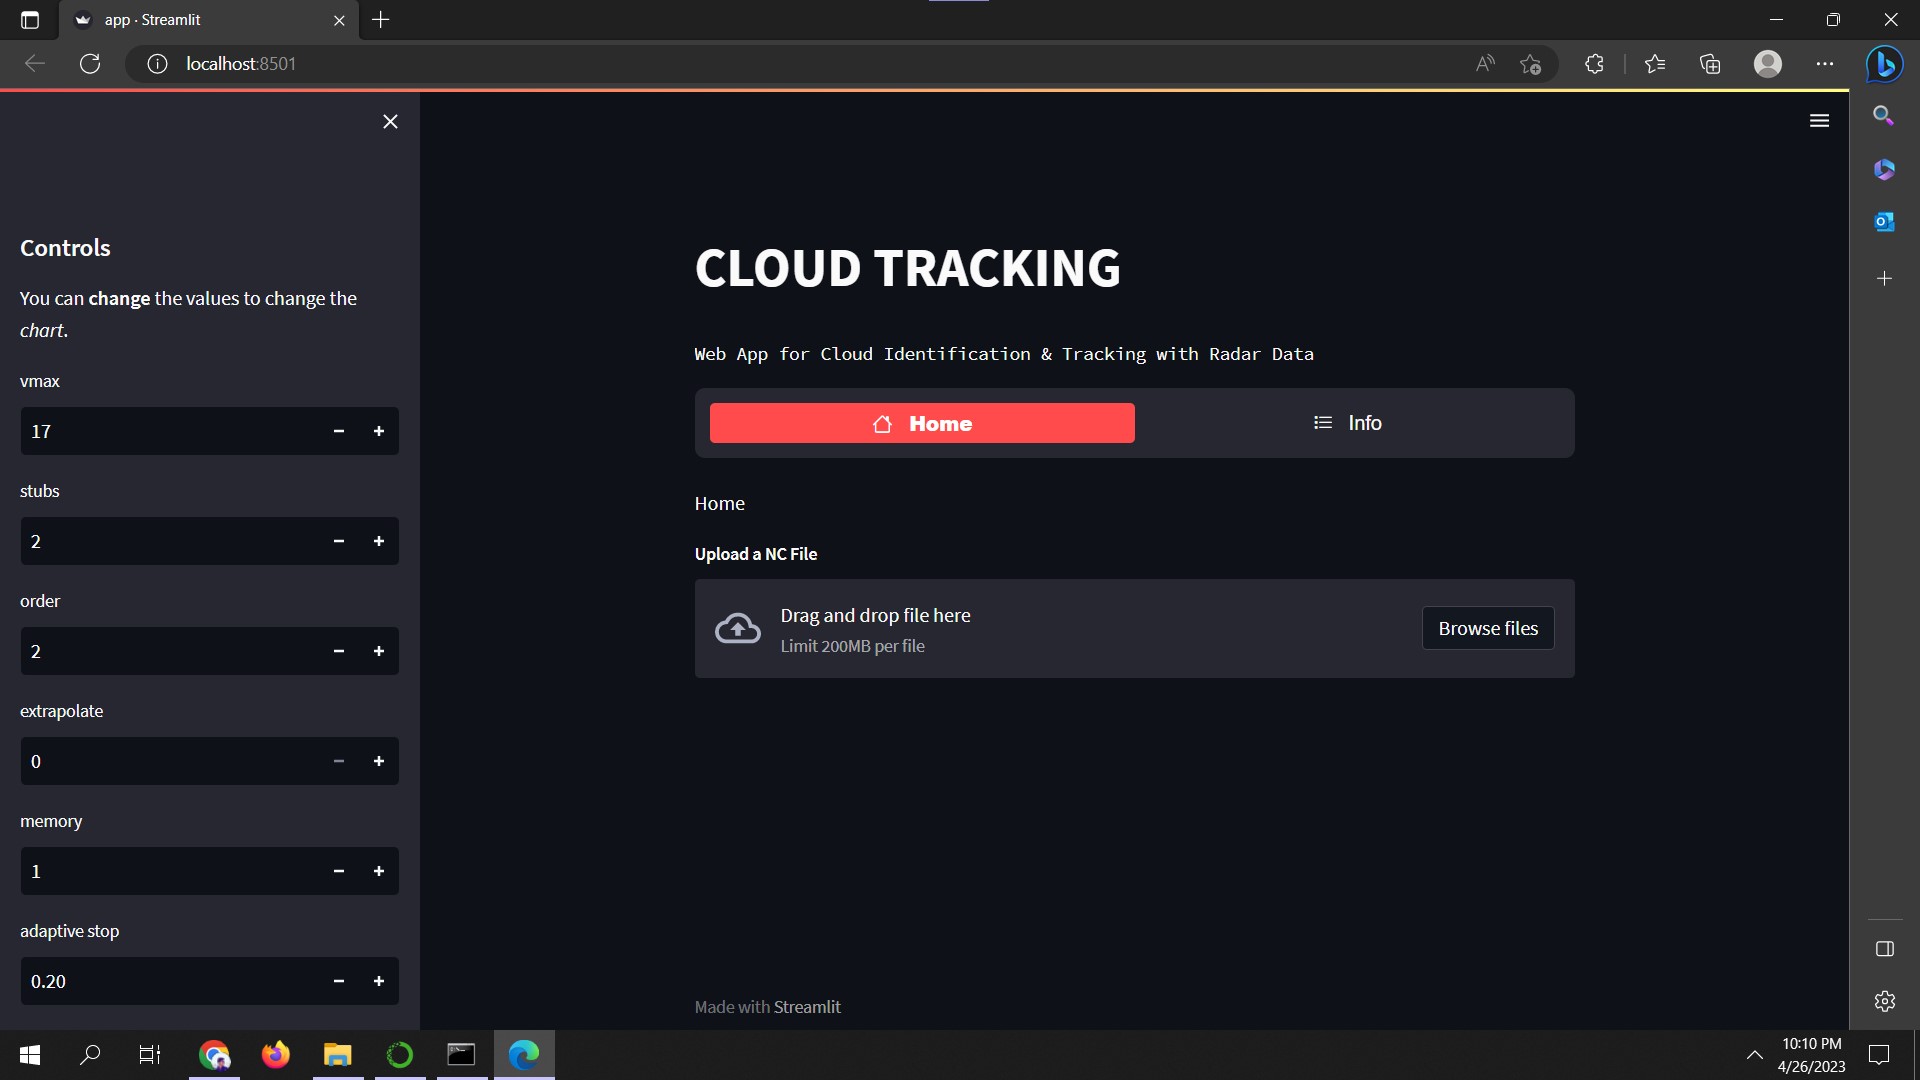 app · Streamlit
localhost:8501
Controls
You can change the values to change the
chart.
vmax
17
stubs
2
order
2
extrapolate
0
memory
1
adaptive stop
0.20
CLOUD TRACKING
Web App for Cloud Identification & Tracking with Radar Data
Home
Info
Home
Upload a NC File
Drag and drop file here
Limit 200MB per file
Browse files
Made with Streamlit
10:10 PM
4/26/2023